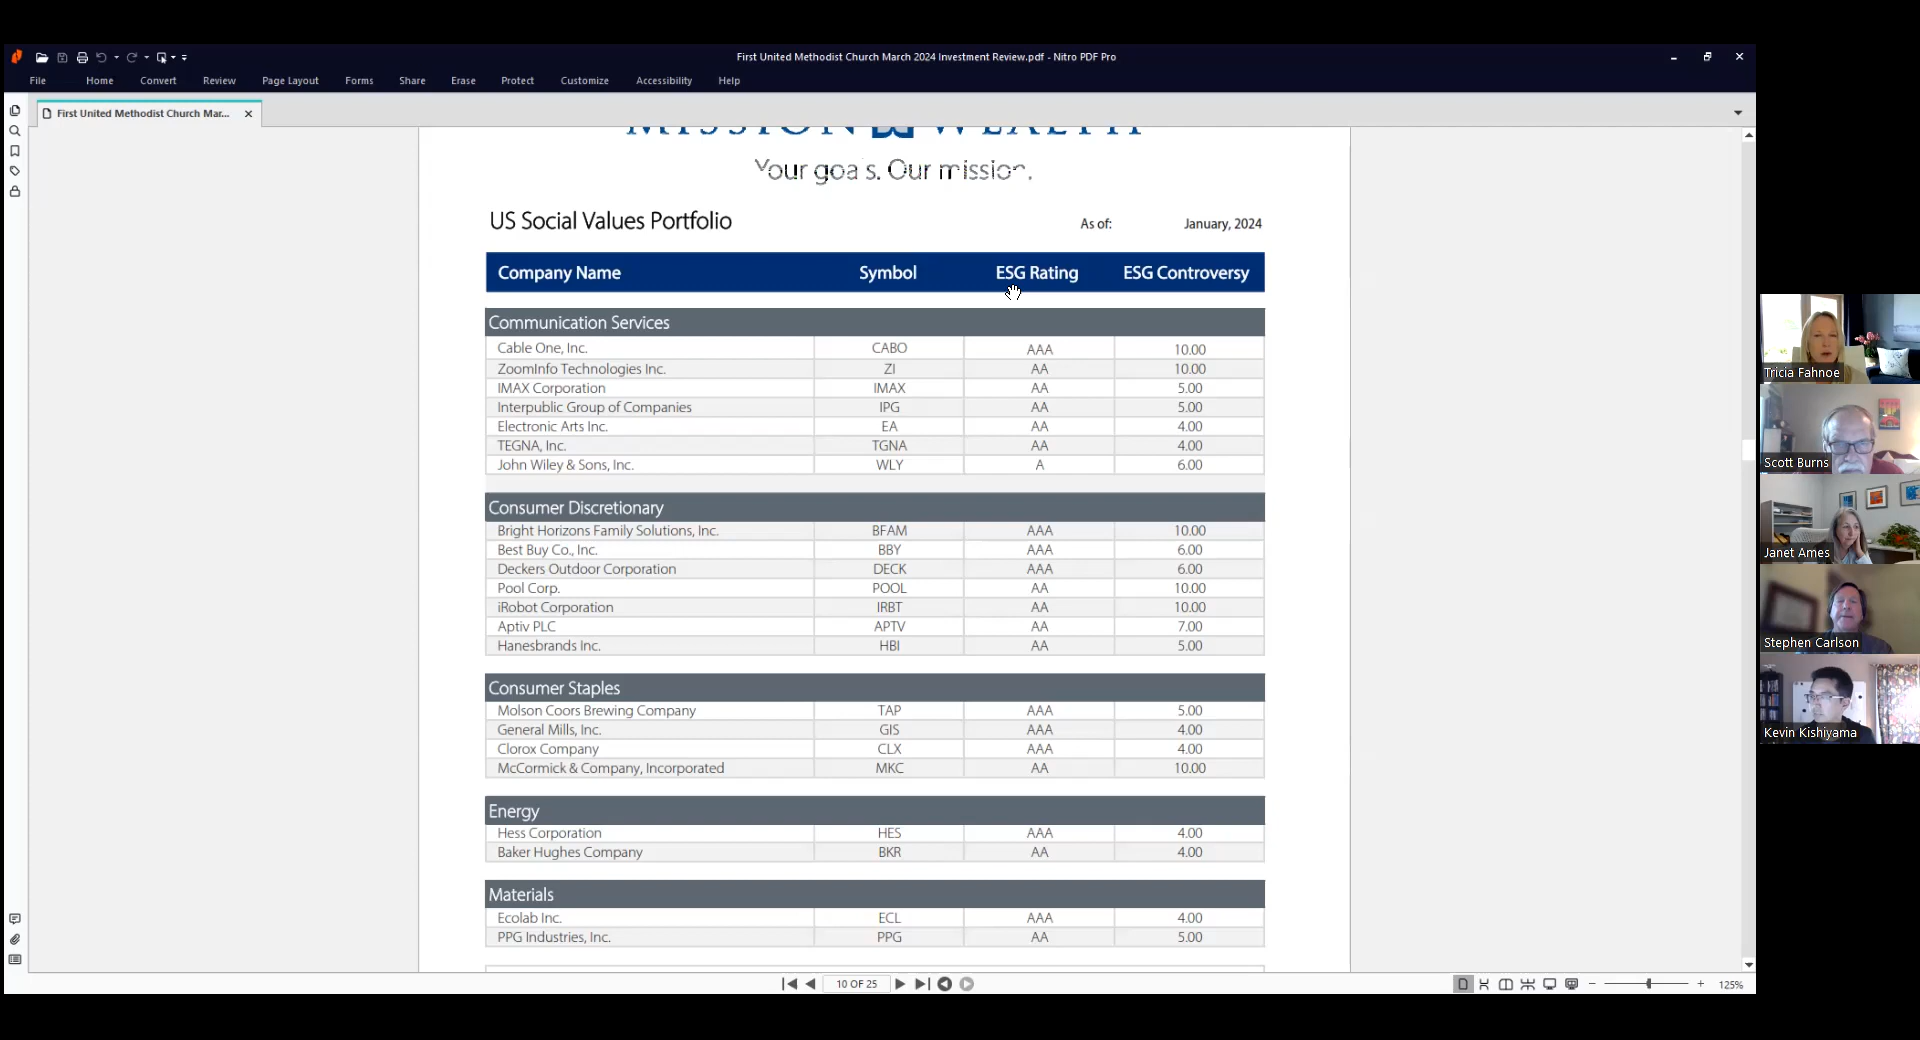 First United Methodist Church March 2024 Investment Review.pdf - Nitro PDF Pro
File Home Convert Review Page Layout Forms Share Erase Protect Customize Accessibility Help
First United Methodist Church Mar...
MISSION WEALTH
Your goals. Our mission.
US Social Values Portfolio As of: January, 2024
Company Name Symbol ESG Rating ESG Controversy
Communication Services
Cable One, Inc. CABO AAA 10.00
ZoomInfo Technologies Inc. ZI AA 10.00
IMAX Corporation IMAX AA 5.00
Interpublic Group of Companies IPG AA 5.00
Electronic Arts Inc. EA AA 4.00
TEGNA, Inc. TGNA AA 4.00
John Wiley & Sons, Inc. WLY A 6.00
Consumer Discretionary
Bright Horizons Family Solutions, Inc. BFAM AAA 10.00
Best Buy Co., Inc. BBY AAA 6.00
Deckers Outdoor Corporation DECK AAA 6.00
Pool Corp. POOL AA 10.00
iRobot Corporation IRBT AA 10.00
Aptiv PLC APTV AA 7.00
Hanesbrands Inc. HBI AA 5.00
Consumer Staples
Molson Coors Brewing Company TAP AAA 5.00
General Mills, Inc. GIS AAA 4.00
Clorox Company CLX AAA 4.00
McCormick & Company, Incorporated MKC AA 10.00
Energy
Hess Corporation HES AAA 4.00
Baker Hughes Company BKR AA 4.00
Materials
Ecolab Inc. ECL AAA 4.00
PPG Industries, Inc. PPG AA 5.00
10 OF 25
125%
Tricia Fahnoe
Scott Burns
Janet Ames
Stephen Carlson
Kevin Kishiyama